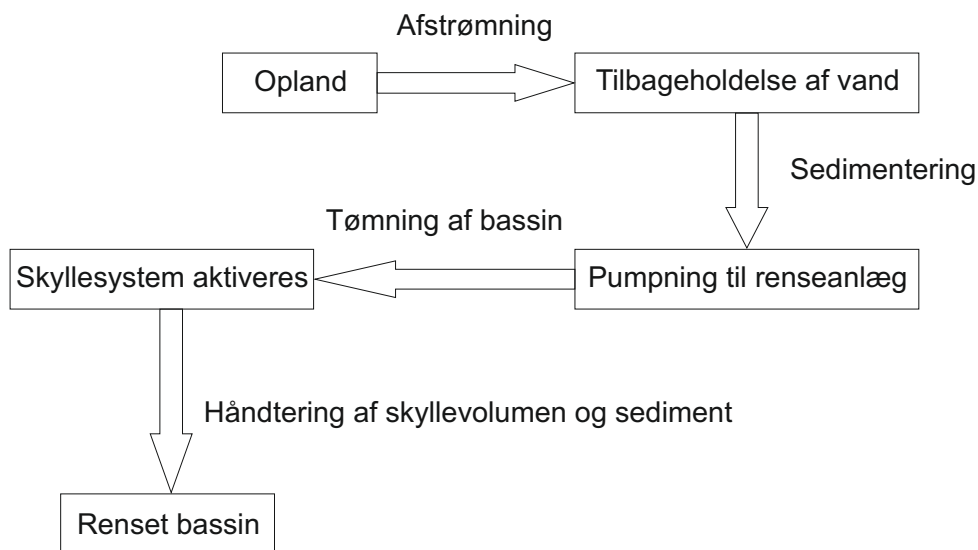 Afstrømning
Opland
Tilbageholdelse af vand
Sedimentering
Tømning af bassin
Skyllesystem aktiveres
Pumpning til renseanlæg
Håndtering af skyllevolumen og sediment
Renset bassin